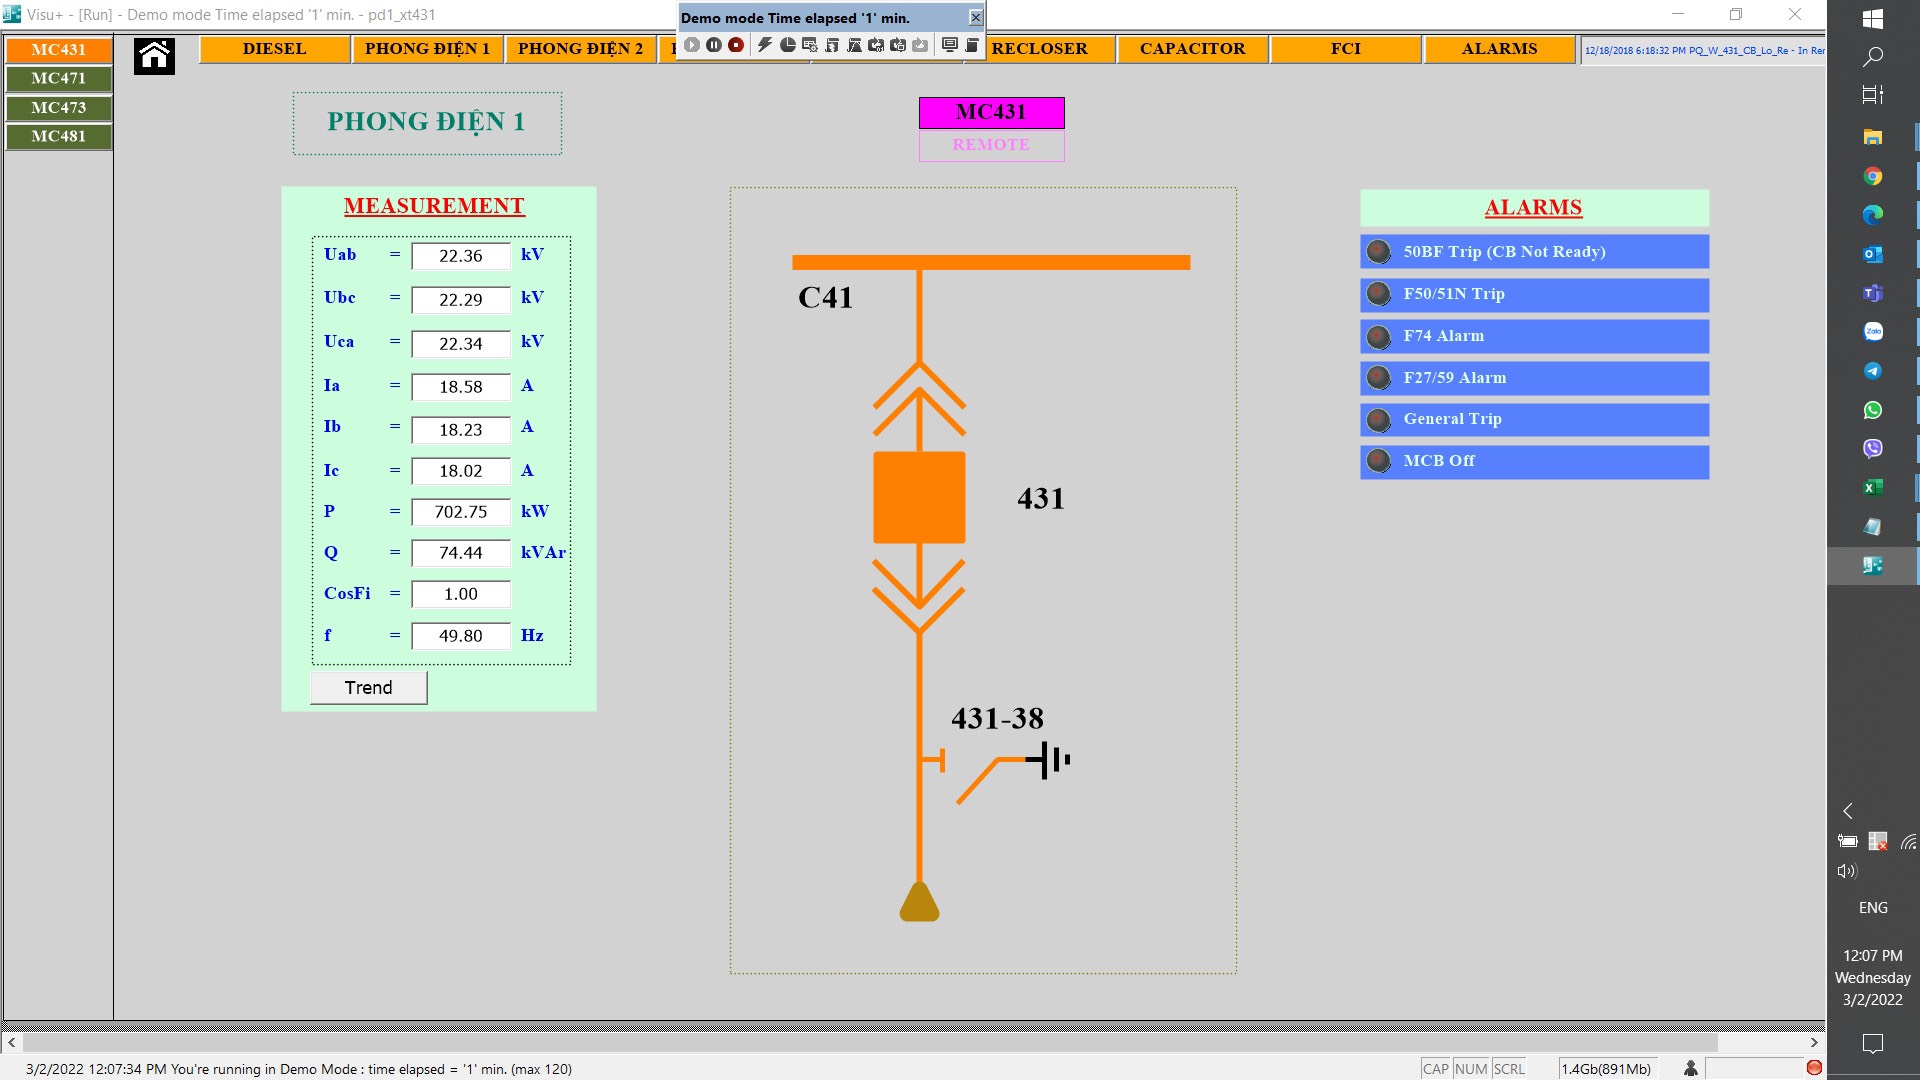 Visu+ - [Run] - Demo mode Time elapsed '1' min. - pd1_xt431
Demo mode Time elapsed '1' min.
MC431
MC471
MC473
MC481
DIESEL
PHONG ĐIỆN 1
PHONG ĐIỆN 2
RECLOSER
CAPACITOR
FCI
ALARMS
12/18/2018 6:18:32 PM PQ_W_431_CB_Lo_Re - In Rer
PHONG ĐIỆN 1
MC431
REMOTE
MEASUREMENT
Uab = 22.36 kV
Ubc = 22.29 kV
Uca = 22.34 kV
Ia = 18.58 A
Ib = 18.23 A
Ic = 18.02 A
P = 702.75 kW
Q = 74.44 kVAr
CosFi = 1.00
f = 49.80 Hz
Trend
C41
431
431-38
ALARMS
50BF Trip (CB Not Ready)
F50/51N Trip
F74 Alarm
F27/59 Alarm
General Trip
MCB Off
Zalo
ENG
12:07 PM
Wednesday
3/2/2022
3/2/2022 12:07:34 PM You're running in Demo Mode : time elapsed = '1' min. (max 120)
CAP NUM SCRL
1.4Gb(891Mb)